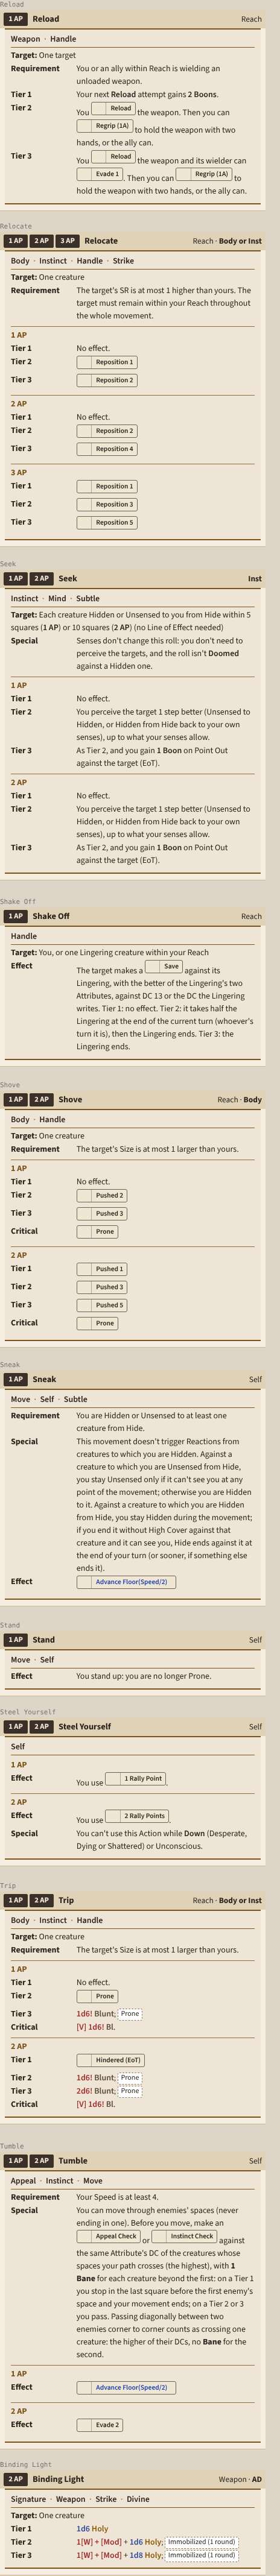 Reload
1 AP Reload Reach
Weapon · Handle
Target: One target
Requirement You or an ally within Reach is wielding an
unloaded weapon.
Tier 1 Your next Reload attempt gains 2 Boons.
Tier 2 You Reload the weapon. Then you can
Regrip (1A) to hold the weapon with two
hands, or the ally can.
Tier 3 You Reload the weapon and its wielder can
Evade 1 Then you can Regrip (1A) to
hold the weapon with two hands, or the ally can.
Relocate
1 AP 2 AP 3 AP Relocate Reach · Body or Inst
Body · Instinct · Handle · Strike
Target: One creature
Requirement The target's SR is at most 1 higher than yours. The
target must remain within your Reach throughout
the whole movement.
1 AP
Tier 1 No effect.
Tier 2 Reposition 1
Tier 3 Reposition 2
2 AP
Tier 1 No effect.
Tier 2 Reposition 2
Tier 3 Reposition 4
3 AP
Tier 1 Reposition 1
Tier 2 Reposition 3
Tier 3 Reposition 5
Seek
1 AP 2 AP Seek Inst
Instinct · Mind · Subtle
Target: Each creature Hidden or Unsensed to you from Hide within 5
squares (1 AP) or 10 squares (2 AP) (no Line of Effect needed)
Special Senses don't change this roll: you don't need to
perceive the targets, and the roll isn't Doomed
against a Hidden one.
1 AP
Tier 1 No effect.
Tier 2 You perceive the target 1 step better (Unsensed to
Hidden, or Hidden from Hide back to your own
senses), up to what your senses allow.
Tier 3 As Tier 2, and you gain 1 Boon on Point Out
against the target (EoT).
2 AP
Tier 1 No effect.
Tier 2 You perceive the target 1 step better (Unsensed to
Hidden, or Hidden from Hide back to your own
senses), up to what your senses allow.
Tier 3 As Tier 2, and you gain 1 Boon on Point Out
against the target (EoT).
Shake Off
1 AP Shake Off Reach
Handle
Target: You, or one Lingering creature within your Reach
Effect The target makes a Save against its
Lingering, with the better of the Lingering's two
Attributes, against DC 13 or the DC the Lingering
writes. Tier 1: no effect. Tier 2: it takes half the
Lingering at the end of the current turn (whoever's
turn it is), then the Lingering ends. Tier 3: the
Lingering ends.
Shove
1 AP 2 AP Shove Reach · Body
Body · Handle
Target: One creature
Requirement The target's Size is at most 1 larger than yours.
1 AP
Tier 1 No effect.
Tier 2 Pushed 2
Tier 3 Pushed 3
Critical Prone
2 AP
Tier 1 Pushed 1
Tier 2 Pushed 3
Tier 3 Pushed 5
Critical Prone
Sneak
1 AP Sneak Self
Move · Self · Subtle
Requirement You are Hidden or Unsensed to at least one
creature from Hide.
Special This movement doesn't trigger Reactions from
creatures to which you are Hidden. Against a
creature to which you are Unsensed from Hide,
you stay Unsensed only if it can't see you at any
point of the movement; otherwise you are Hidden
to it. Against a creature to which you are Hidden
from Hide, you stay Hidden during the movement;
if you end it without High Cover against that
creature and it can see you, Hide ends against it at
the end of your turn (or sooner, if something else
ends it).
Effect Advance Floor(Speed/2)
Stand
1 AP Stand Self
Move · Self
Effect You stand up: you are no longer Prone.
Steel Yourself
1 AP 2 AP Steel Yourself Self
Self
1 AP
Effect You use 1 Rally Point.
2 AP
Effect You use 2 Rally Points.
Special You can't use this Action while Down (Desperate,
Dying or Shattered) or Unconscious.
Trip
1 AP 2 AP Trip Reach · Body or Inst
Body · Instinct · Handle
Target: One creature
Requirement The target's Size is at most 1 larger than yours.
1 AP
Tier 1 No effect.
Tier 2 Prone
Tier 3 1d6! Blunt; Prone
Critical [V] 1d6! Bl.
2 AP
Tier 1 Hindered (EoT)
Tier 2 1d6! Blunt; Prone
Tier 3 2d6! Blunt; Prone
Critical [V] 1d6! Bl.
Tumble
1 AP 2 AP Tumble Self
Appeal · Instinct · Move
Requirement Your Speed is at least 4.
Special You can move through enemies' spaces (never
ending in one). Before you move, make an
Appeal Check or Instinct Check against
the same Attribute's DC of the creatures whose
spaces your path crosses (the highest), with 1
Bane for each creature beyond the first: on a Tier 1
you stop in the last square before the first enemy's
space and your movement ends; on a Tier 2 or 3
you pass. Passing diagonally between two
enemies corner to corner counts as crossing one
creature: the higher of their DCs, no Bane for the
second.
1 AP
Effect Advance Floor(Speed/2)
2 AP
Effect Evade 2
Binding Light
2 AP Binding Light Weapon · AD
Signature · Weapon · Strike · Divine
Target: One creature
Tier 1 1d6 Holy
Tier 2 1[W] + [Mod] + 1d6 Holy; Immobilized (1 round)
Tier 3 1[W] + [Mod] + 1d8 Holy; Immobilized (1 round)